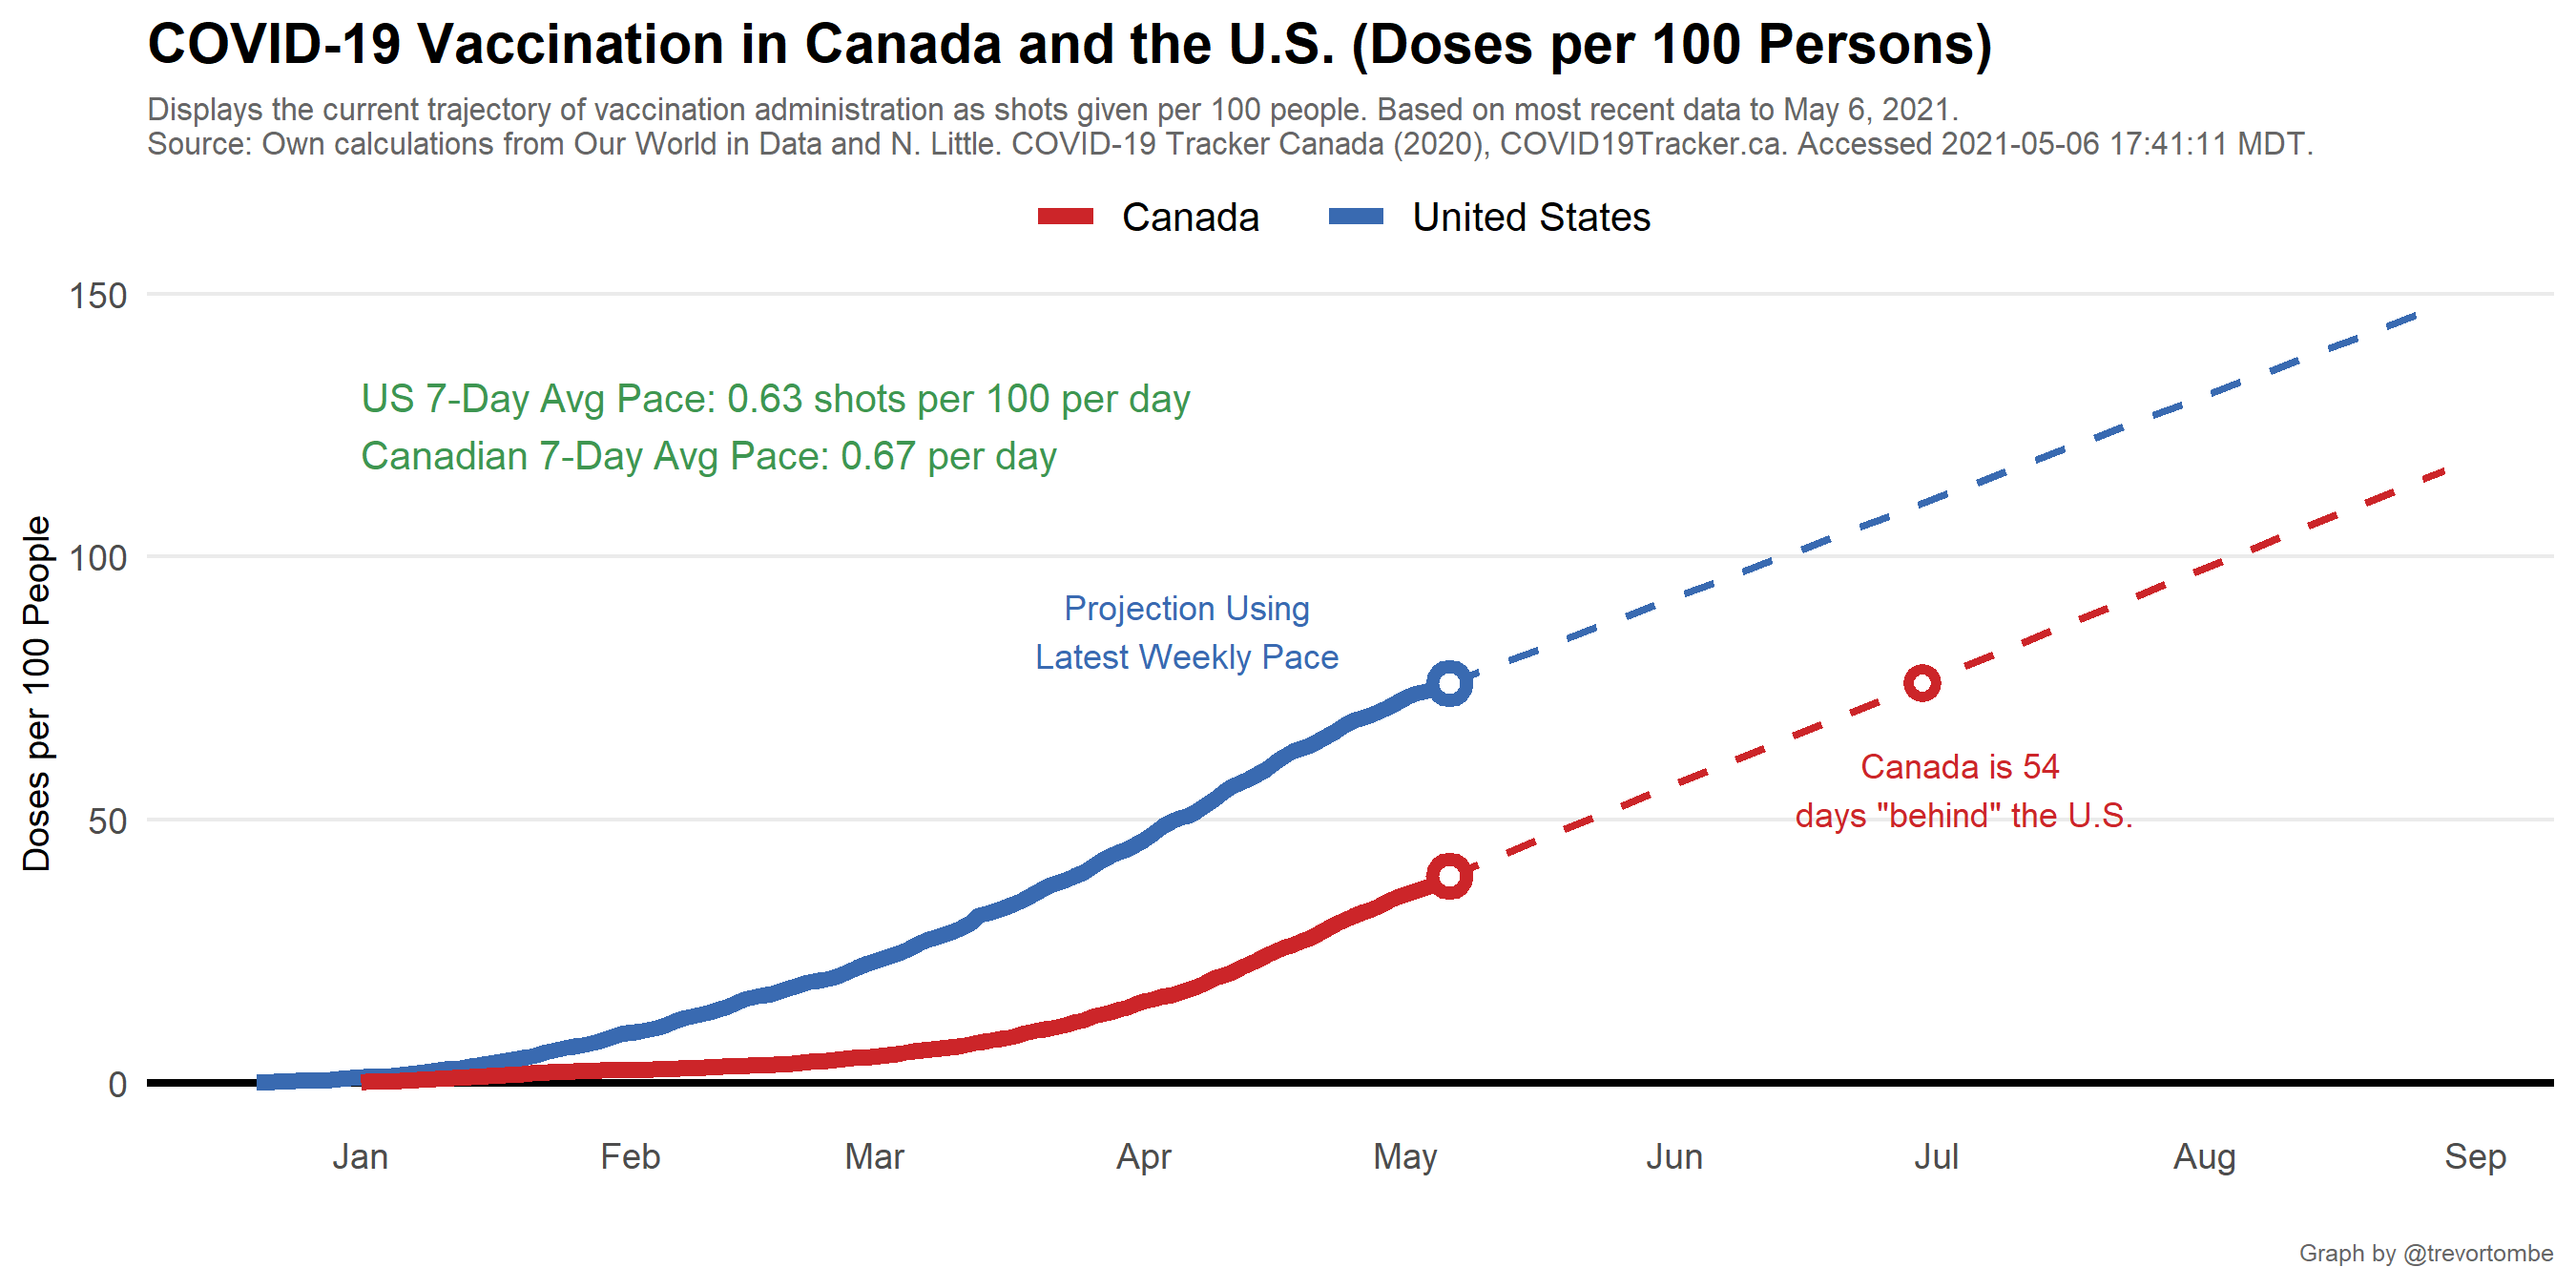 COVID-19 Vaccination in Canada and the U.S. (Doses per 100 Persons)
Displays the current trajectory of vaccination administration as shots given per 100 people. Based on most recent data to May 6, 2021.
Source: Own calculations from Our World in Data and N. Little. COVID-19 Tracker Canada (2020), COVID19Tracker.ca. Accessed 2021-05-06 17:41:11 MDT.
Canada
United States
150
US 7-Day Avg Pace: 0.63 shots per 100 per day
Canadian 7-Day Avg Pace: 0.67 per day
Doses per 100 People
100
Projection Using
Latest Weekly Pace
Canada is 54
days "behind" the U.S.
50
0
Jan
Feb
Mar
Apr
May
Jun
Jul
Aug
Sep
Graph by @trevortombe